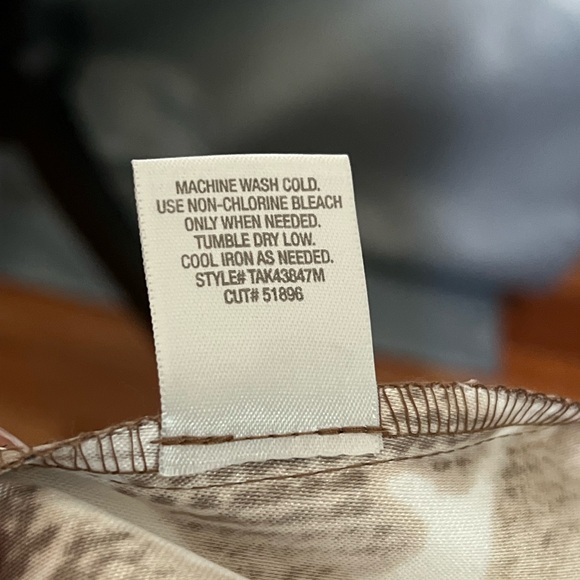 MACHINE WASH COLD.
USE NON-CHLORINE BLEACH
ONLY WHEN NEEDED.
TUMBLE DRY LOW.
COOL IRON AS NEEDED.
STYLE# TAK43847M
CUT# 51896